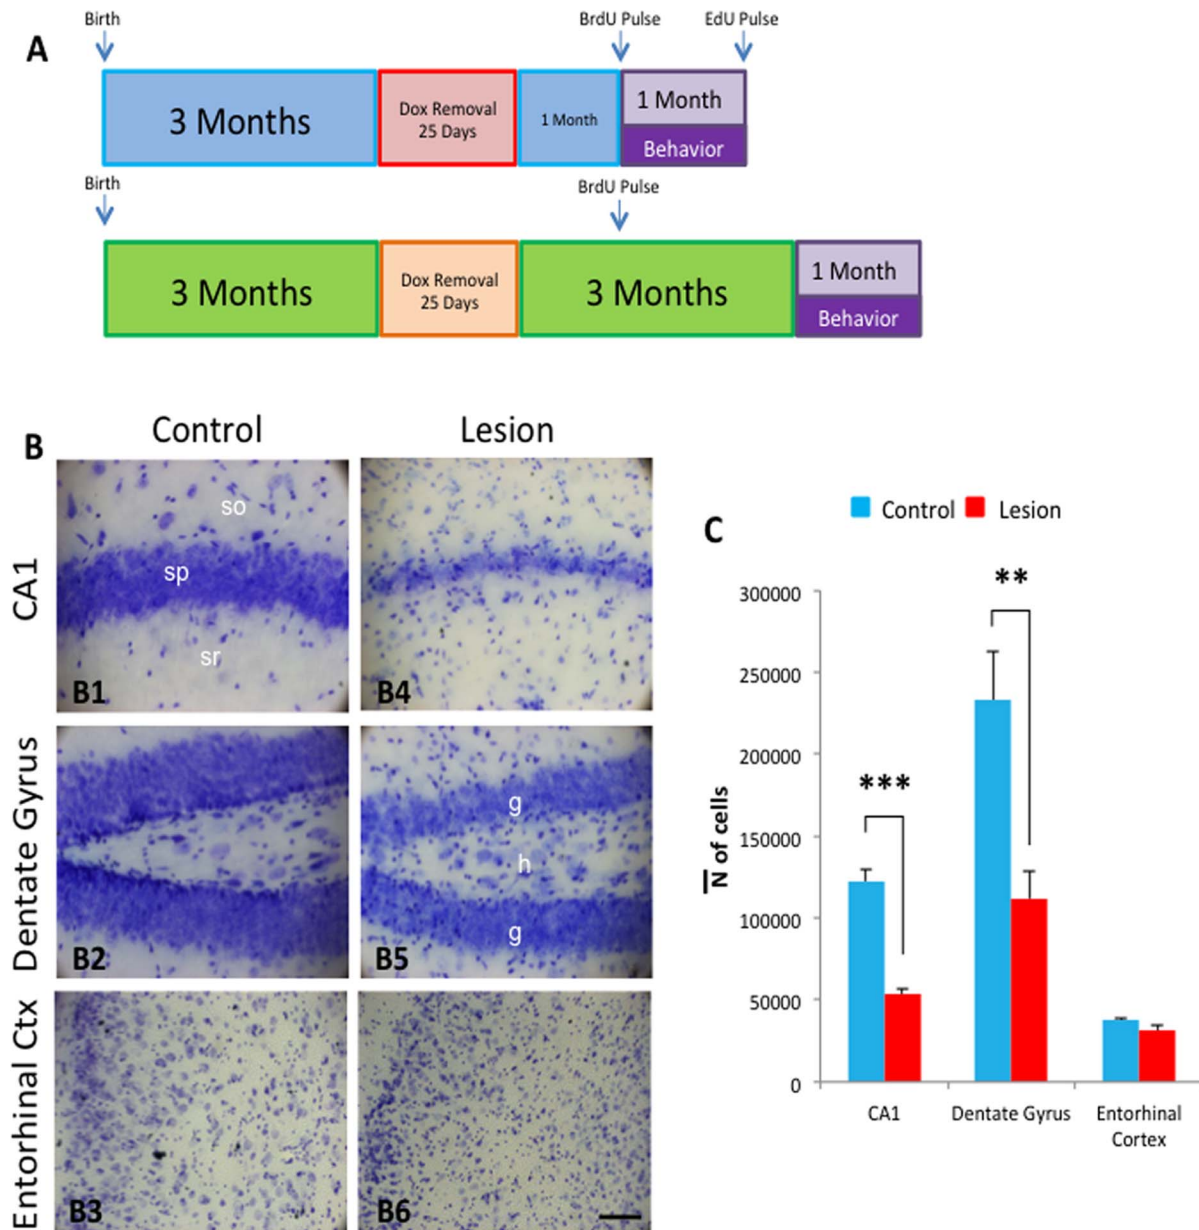 A
Birth
BrdU Pulse
EdU Pulse
3 Months
Dox Removal
25 Days
1 Month
1 Month
Behavior
Birth
BrdU Pulse
3 Months
Dox Removal
25 Days
3 Months
1 Month
Behavior
B
Control
Lesion
CA1
so
sp
sr
B1
B4
Dentate Gyrus
B2
g
h
g
B5
Entorhinal Ctx
B3
B6
C
Control
Lesion
N̅ of cells
300000
250000
200000
150000
100000
50000
0
***
**
CA1
Dentate Gyrus
Entorhinal
Cortex